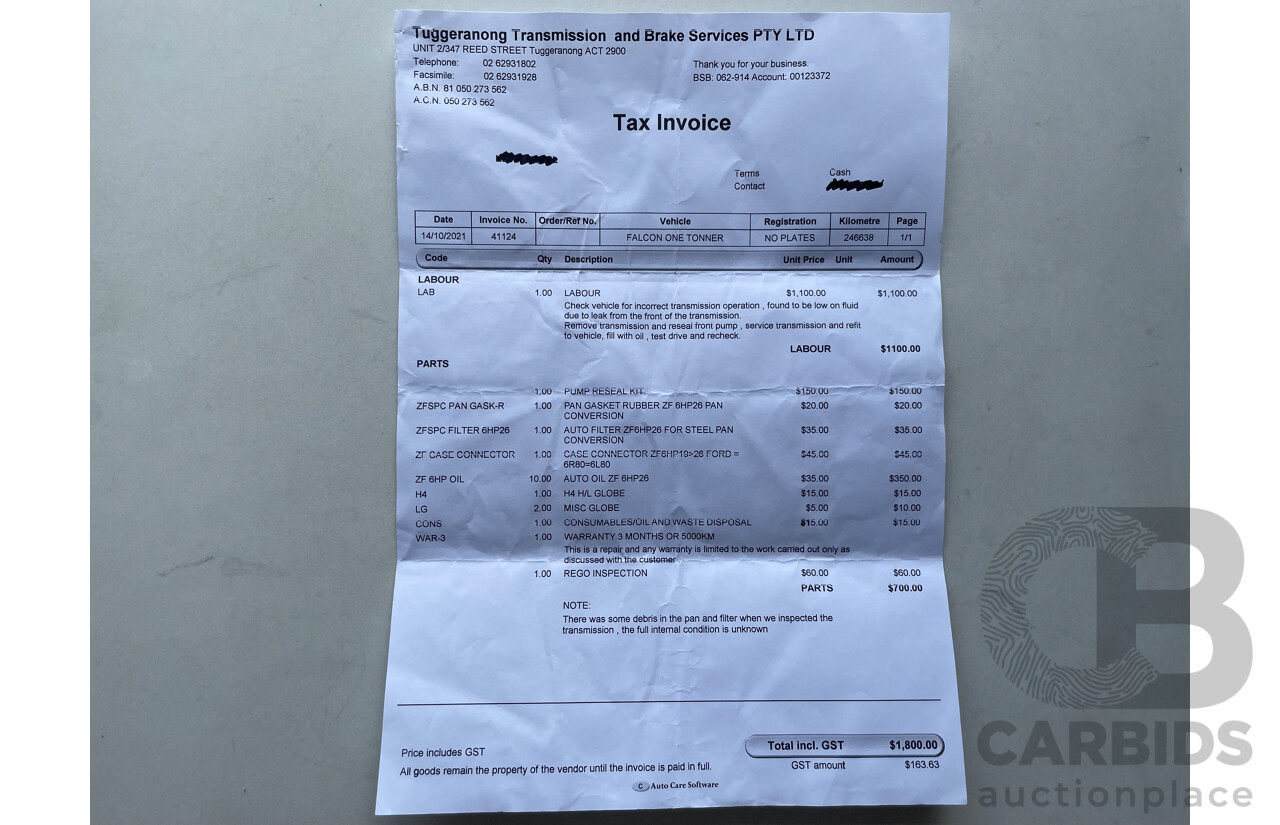 Tuggeranong Transmission and Brake Services PTY LTD
UNIT 2/347 REED STREET Tuggeranong ACT 2900
Telephone: 02 62931802 Thank you for your business.
Facsimile: 02 62931928 BSB: 062-914 Account: 00123372
A.B.N. 81 050 273 562
A.C.N. 050 273 562
Tax Invoice
Terms Cash
Contact
Date Invoice No. Order/Ref No. Vehicle Registration Kilometre Page
14/10/2021 41124 FALCON ONE TONNER NO PLATES 246638 1/1
Code Qty Description Unit Price Unit Amount
LABOUR
LAB 1.00 LABOUR $1,100.00 $1,100.00
Check vehicle for incorrect transmission operation , found to be low on fluid
due to leak from the front of the transmission.
Remove transmission and reseal front pump , service transmission and refit
to vehicle, fill with oil , test drive and recheck.
LABOUR $1100.00
PARTS
1.00 PUMP RESEAL KIT $150.00 $150.00
ZFSPC PAN GASK-R 1.00 PAN GASKET RUBBER ZF 6HP26 PAN $20.00 $20.00
CONVERSION
ZFSPC FILTER 6HP26 1.00 AUTO FILTER ZF6HP26 FOR STEEL PAN $35.00 $35.00
CONVERSION
ZF CASE CONNECTOR 1.00 CASE CONNECTOR ZF6HP19>26 FORD = $45.00 $45.00
6R80=6L80
ZF 6HP OIL 10.00 AUTO OIL ZF 6HP26 $35.00 $350.00
H4 1.00 H4 H/L GLOBE $15.00 $15.00
LG 2.00 MISC GLOBE $5.00 $10.00
CONS 1.00 CONSUMABLES/OIL AND WASTE DISPOSAL $15.00 $15.00
WAR-3 1.00 WARRANTY 3 MONTHS OR 5000KM
This is a repair and any warranty is limited to the work carried out only as
discussed with the customer .
1.00 REGO INSPECTION $60.00 $60.00
PARTS $700.00
NOTE:
There was some debris in the pan and filter when we inspected the
transmission , the full internal condition is unknown
Price includes GST Total incl. GST $1,800.00
All goods remain the property of the vendor until the invoice is paid in full. GST amount $163.63
C Auto Care Software
CB
CARBIDS
auctionplace